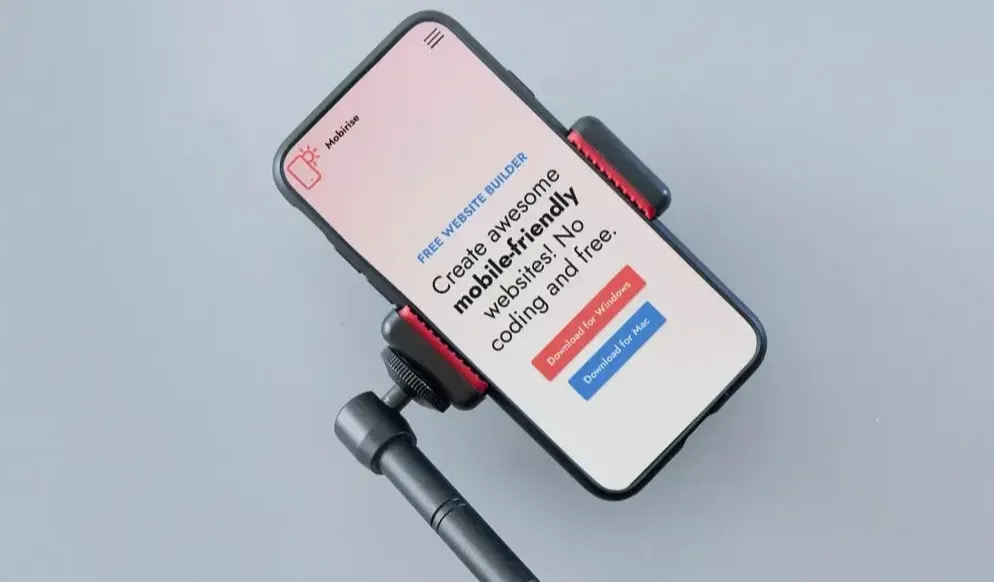 Mobirise
FREE WEBSITE BUILDER
Create awesome
mobile-friendly
websites! No
coding and free.
Download for Windows
Download for Mac